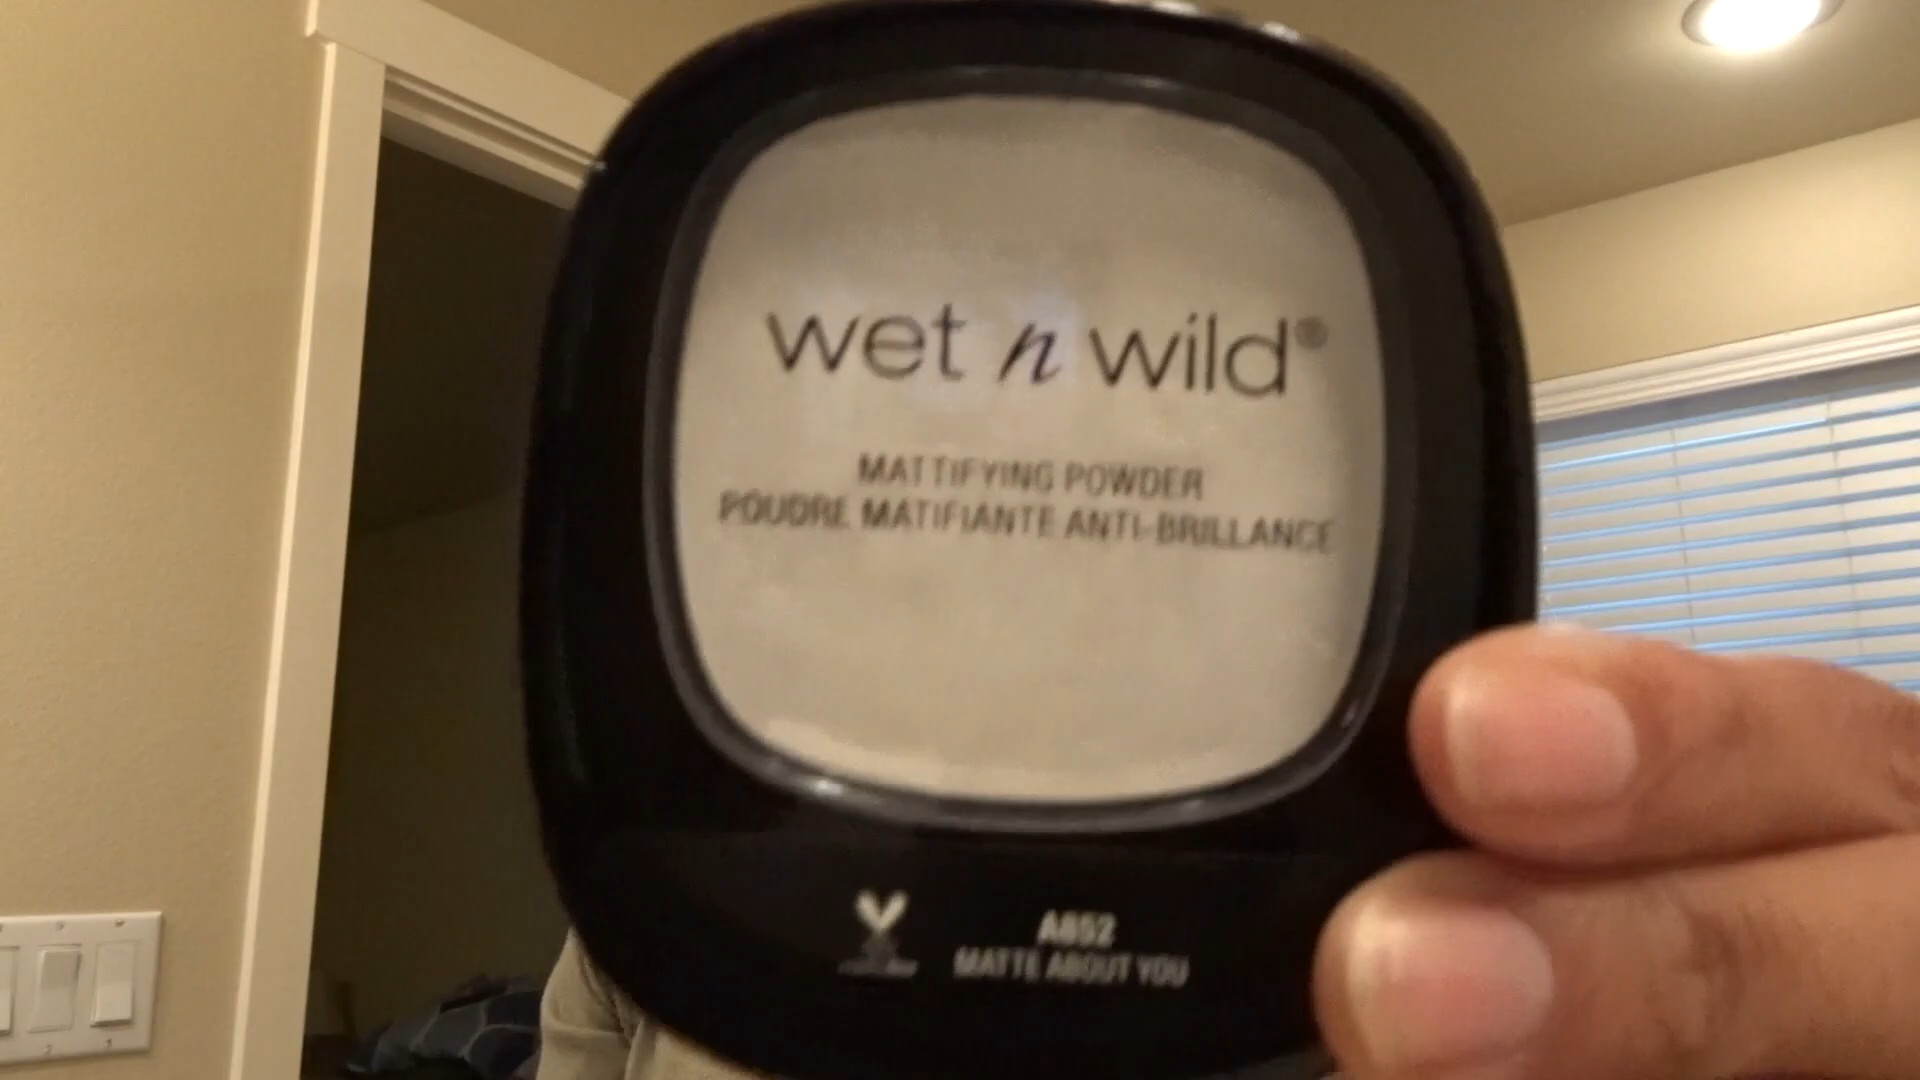 wet n wild®
MATTIFYING POWDER
POUDRE MATIFIANTE ANTI-BRILLANCE
A852
MATTE ABOUT YOU